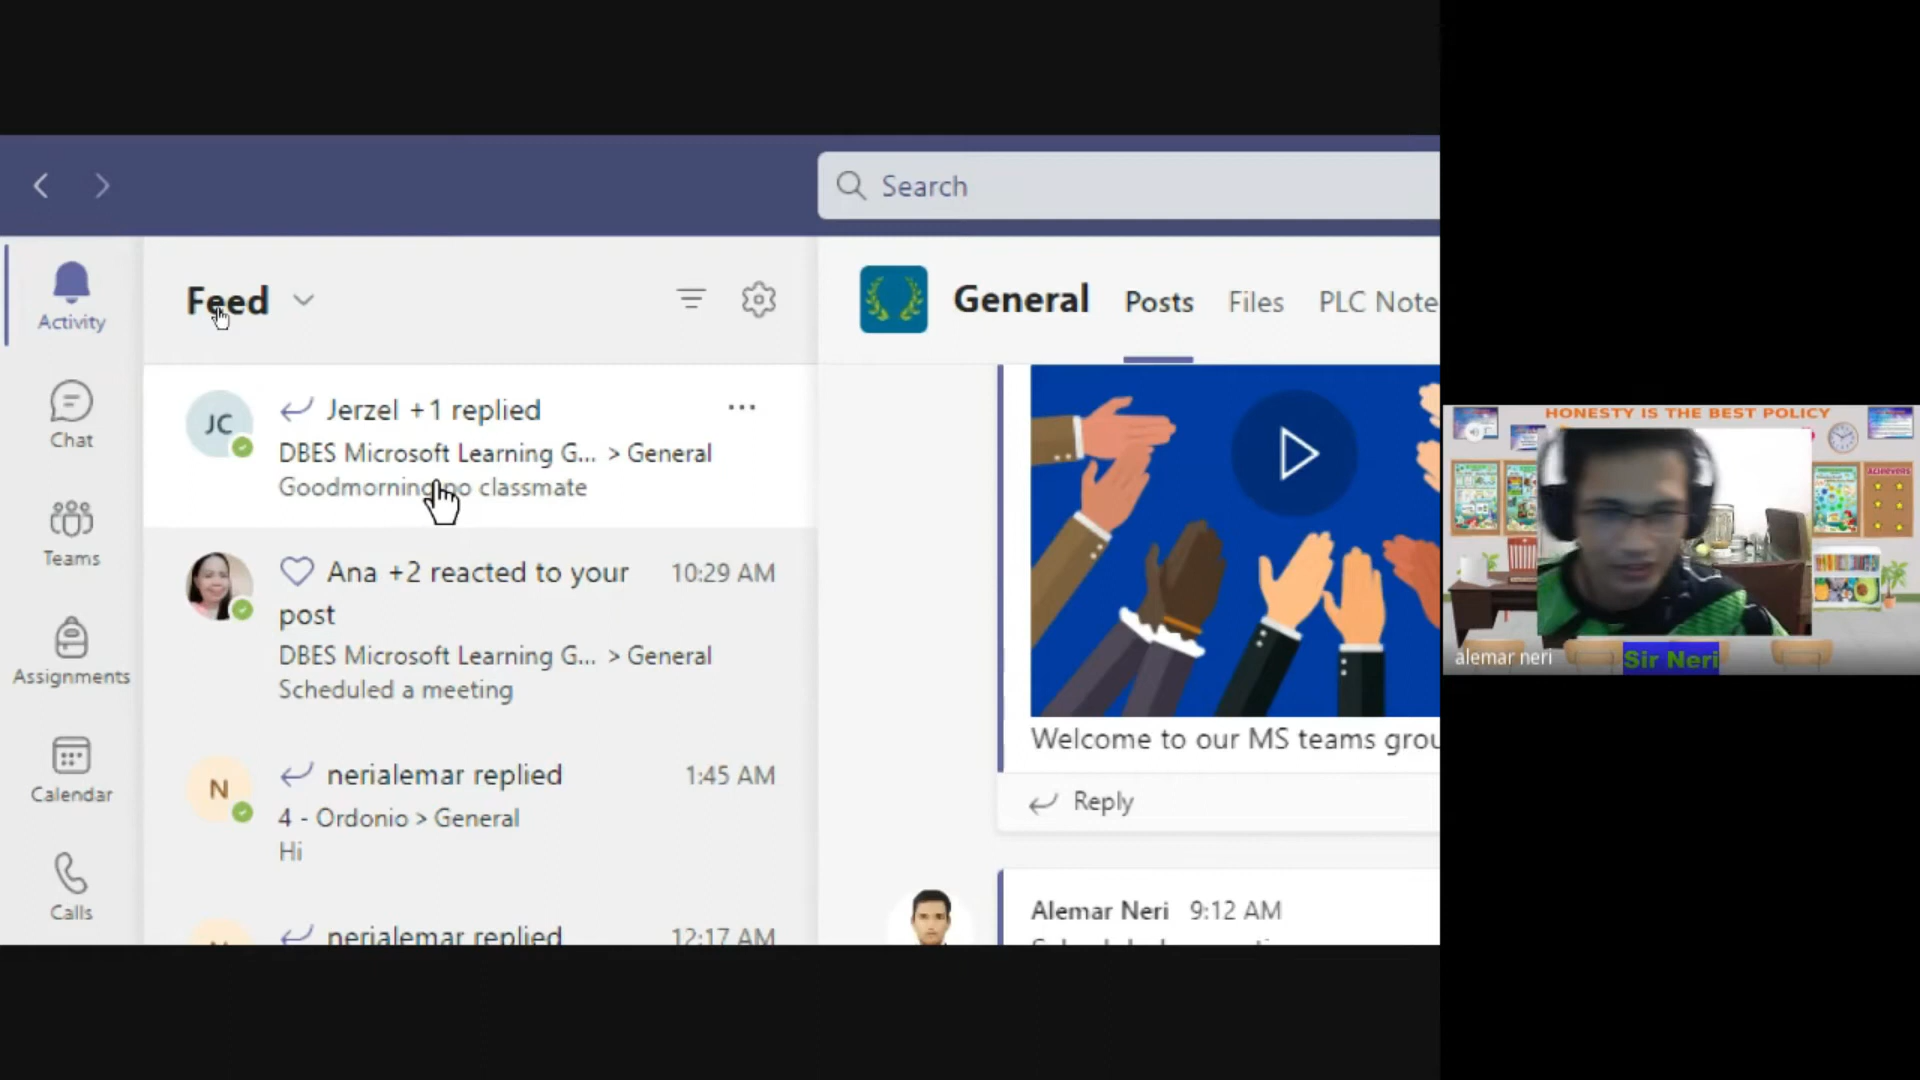 Search
Activity
Chat
Teams
Assignments
Calendar
Calls
Feed
JC
Jerzel +1 replied
DBES Microsoft Learning G... > General
Goodmorning po classmate
Ana +2 reacted to your
post
10:29 AM
DBES Microsoft Learning G... > General
Scheduled a meeting
N
nerialemar replied
1:45 AM
4 - Ordonio > General
Hi
nerialemar replied
12:17 AM
General
Posts
Files
PLC Note
Welcome to our MS teams grou
Reply
Alemar Neri
9:12 AM
HONESTY IS THE BEST POLICY
ACHIEVERS
alemar neri
Sir Neri